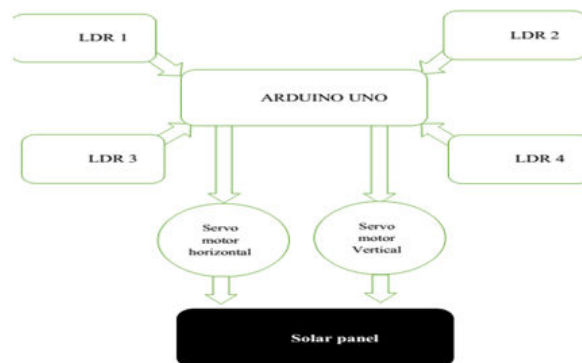 LDR 1
LDR 2
ARDUINO UNO
LDR 3
LDR 4
Servo
motor
horizontal
Servo
motor
Vertical
Solar panel